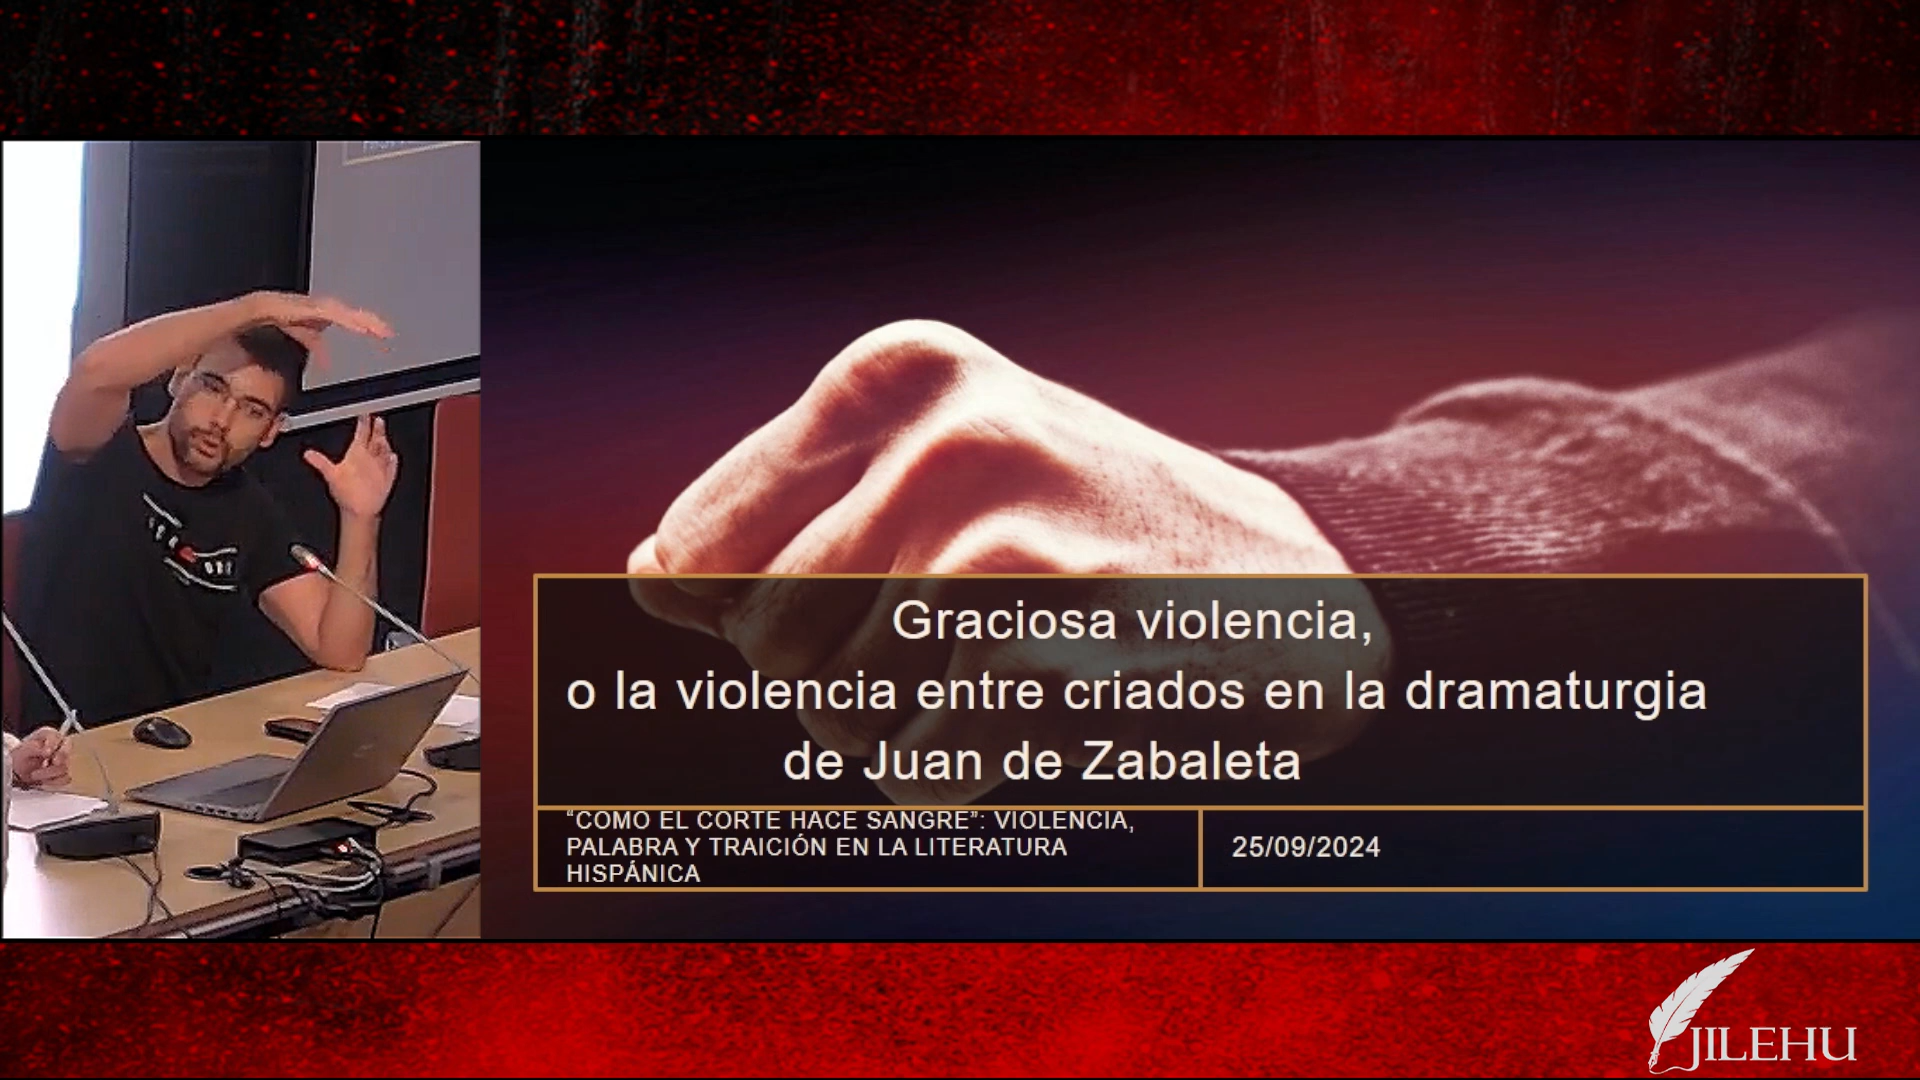 Graciosa violencia,
o la violencia entre criados en la dramaturgia
de Juan de Zabaleta
“COMO EL CORTE HACE SANGRE”: VIOLENCIA,
PALABRA Y TRAICIÓN EN LA LITERATURA
HISPÁNICA
25/09/2024
JILEHU